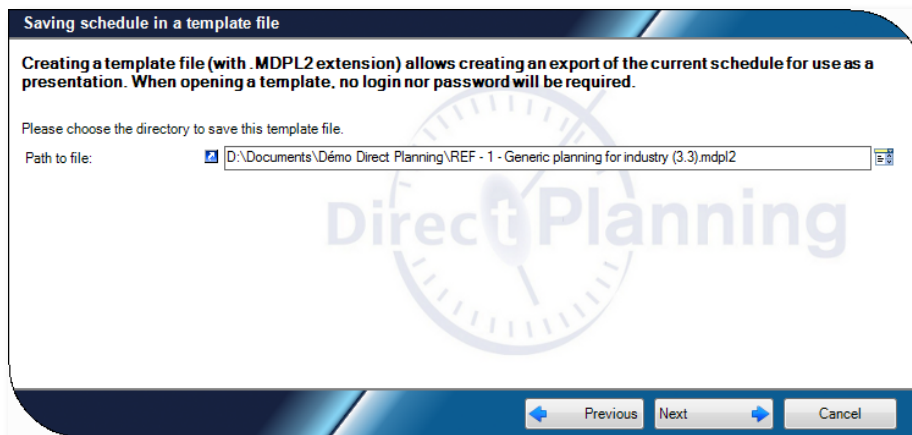 Saving schedule in a template file
Creating a template file (with .MDPL2 extension) allows creating an export of the current schedule for use as a
presentation. When opening a template, no login nor password will be required.
Please choose the directory to save this template file.
Path to file: D:\Documents\Démo Direct Planning\REF - 1 - Generic planning for industry (3.3).mdpl2
Direct Planning
Previous Next Cancel